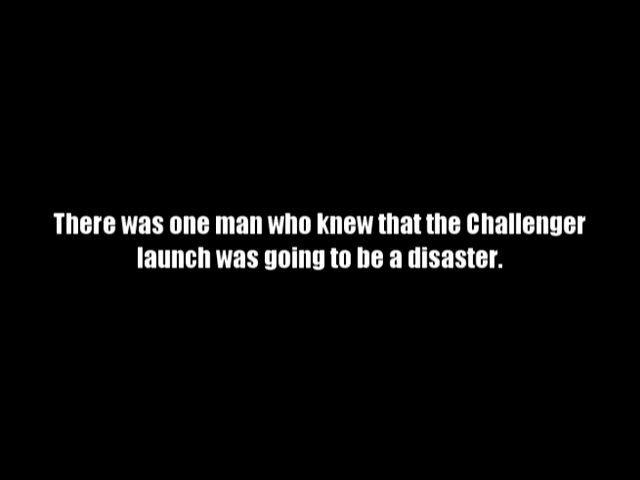 There was one man who knew that the Challenger
launch was going to be a disaster.